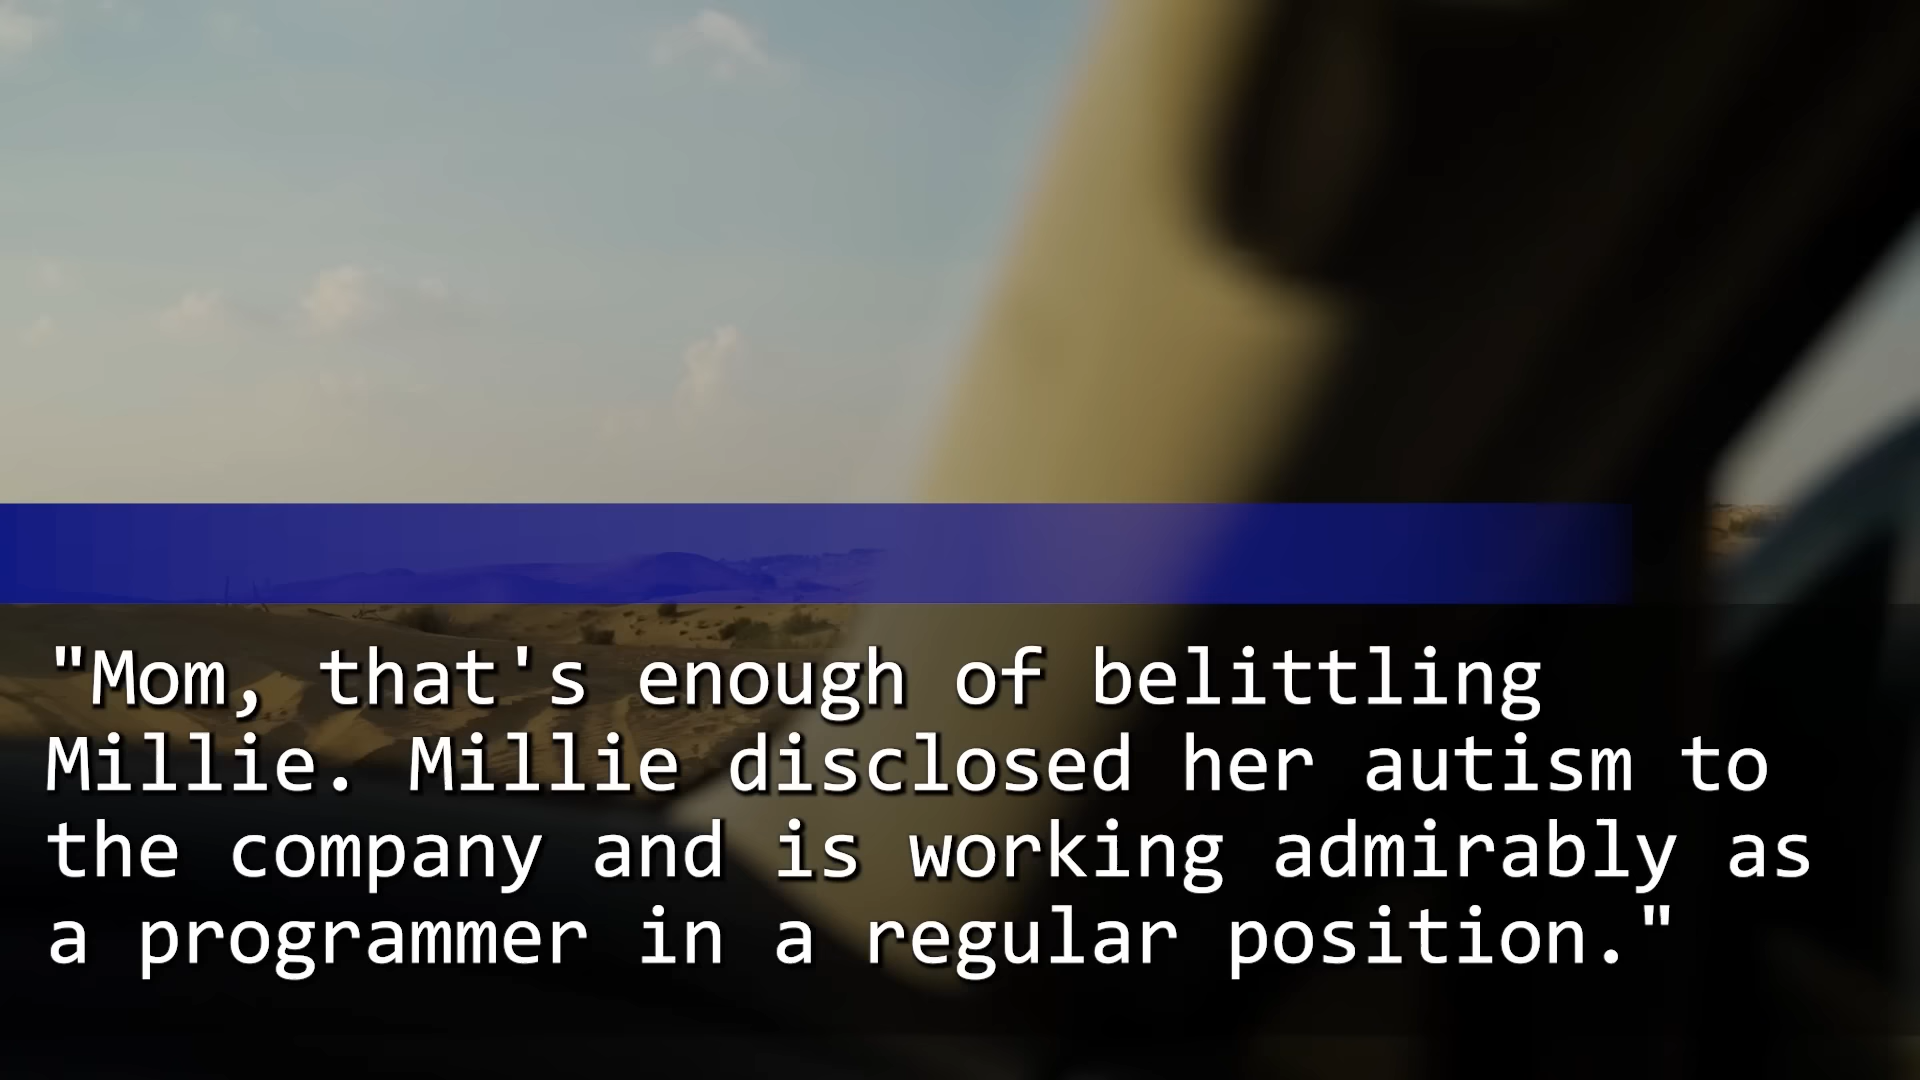 "Mom, that's enough of belittling
Millie. Millie disclosed her autism to
the company and is working admirably as
a programmer in a regular position."